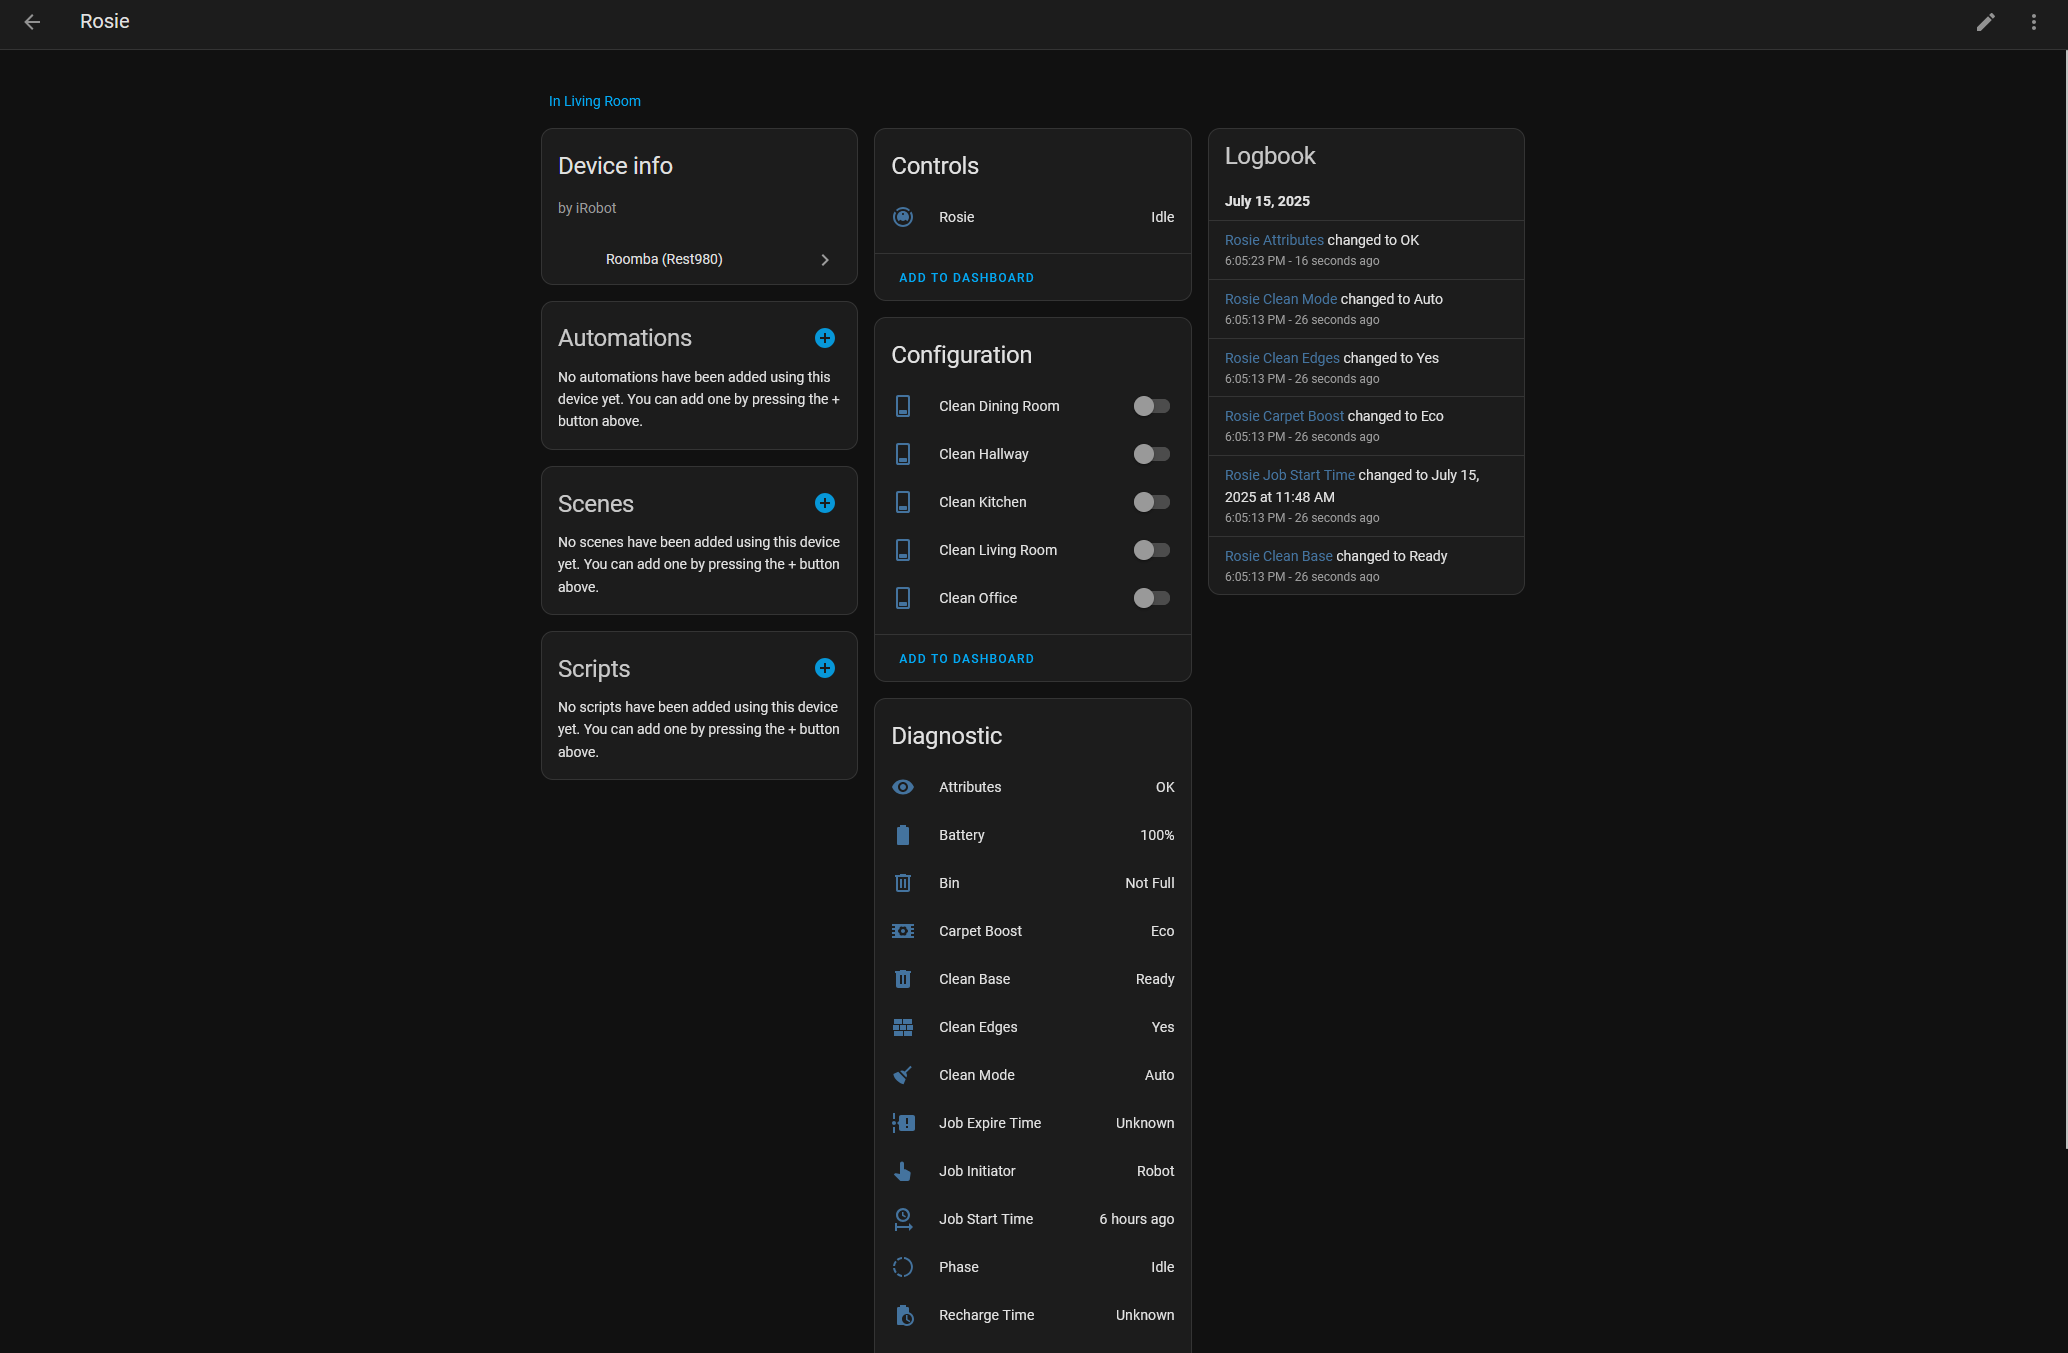 Rosie
In Living Room
Device info
by iRobot
Roomba (Rest980)
Automations
No automations have been added using this
device yet. You can add one by pressing the +
button above.
Scenes
No scenes have been added using this device
yet. You can add one by pressing the + button
above.
Scripts
No scripts have been added using this device
yet. You can add one by pressing the + button
above.
Controls
Rosie Idle
ADD TO DASHBOARD
Configuration
Clean Dining Room
Clean Hallway
Clean Kitchen
Clean Living Room
Clean Office
ADD TO DASHBOARD
Diagnostic
Attributes OK
Battery 100%
Bin Not Full
Carpet Boost Eco
Clean Base Ready
Clean Edges Yes
Clean Mode Auto
Job Expire Time Unknown
Job Initiator Robot
Job Start Time 6 hours ago
Phase Idle
Recharge Time Unknown
Logbook
July 15, 2025
Rosie Attributes changed to OK
6:05:23 PM - 16 seconds ago
Rosie Clean Mode changed to Auto
6:05:13 PM - 26 seconds ago
Rosie Clean Edges changed to Yes
6:05:13 PM - 26 seconds ago
Rosie Carpet Boost changed to Eco
6:05:13 PM - 26 seconds ago
Rosie Job Start Time changed to July 15,
2025 at 11:48 AM
6:05:13 PM - 26 seconds ago
Rosie Clean Base changed to Ready
6:05:13 PM - 26 seconds ago